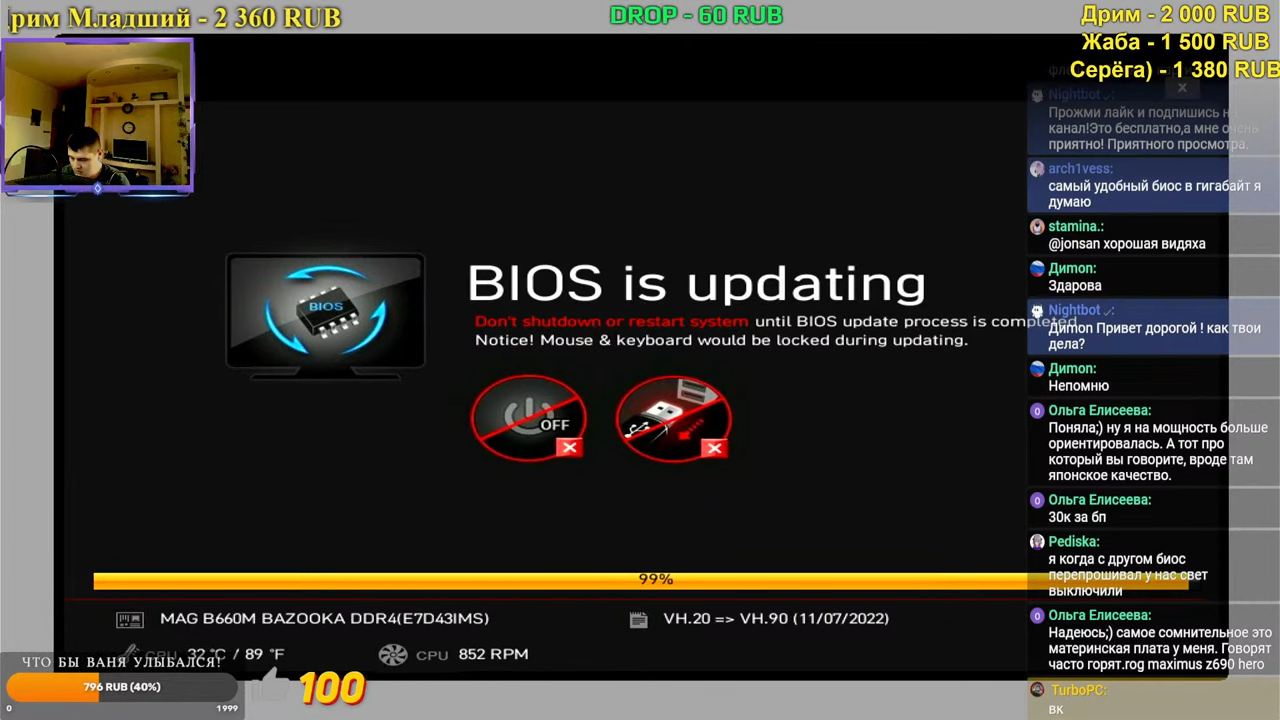 рим Младший - 2 360 RUB
DROP - 60 RUB
Дрим - 2 000 RUB
Жаба - 1 500 RUB
Серёга) - 1 380 RUB
Nightbot
Прожми лайк и подпишись
канал!Это бесплатно,а мне очень
приятно! Приятного просмотра.
arch1vess:
самый удобный биос в гигабайт я
думаю
stamina.:
@jonsan хорошая видяха
Димон:
Здарова
Nightbot
Димон Привет дорогой ! как твои
дела?
Димон:
Непомню
Ольга Елисеева:
Поняла;) ну я на мощность больше
ориентировалась. А тот про
который вы говорите, вроде там
японское качество.
Ольга Елисеева:
30к за бп
Pediska:
я когда с другом биос
перепрошивал у нас свет
выключили
Ольга Елисеева:
Надеюсь;) самое сомнительное это
материнская плата у меня. Говорят
часто горят.rog maximus z690 hero
TurboPC:
вк
BIOS
BIOS is updating
Don't shutdown or restart system until BIOS update process is completed
Notice! Mouse & keyboard would be locked during updating.
OFF
99%
MAG B660M BAZOOKA DDR4(E7D43IMS)
VH.20 => VH.90 (11/07/2022)
CPU 32 °C / 89 °F
CPU 852 RPM
ЧТО БЫ ВАНЯ УЛЫБАЛСЯ!
796 RUB (40%)
0
1999
100